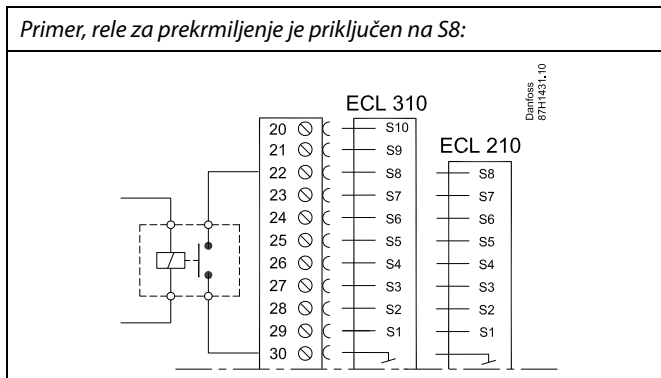 Primer, rele za prekrmiljenje je priključen na S8:
Danfoss
87H1431.10
ECL 310
ECL 210
20 S10
21 S9
22 S8 S8
23 S7 S7
24 S6 S6
25 S5 S5
26 S4 S4
27 S3 S3
28 S2 S2
29 S1 S1
30